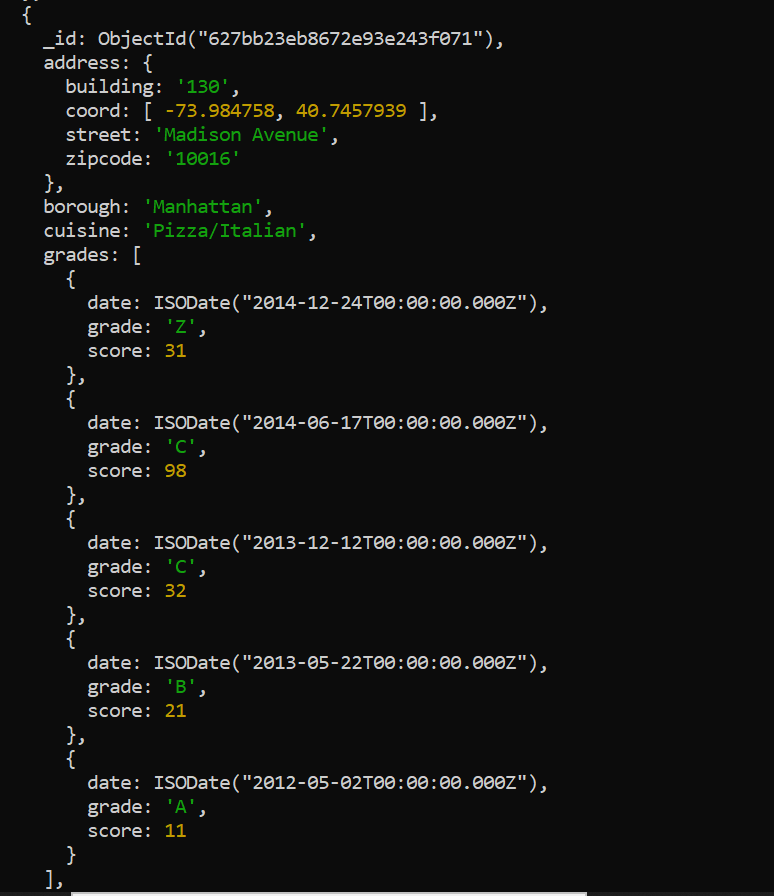 {
_id: ObjectId("627bb23eb8672e93e243f071"),
address: {
building: '130',
coord: [ -73.984758, 40.7457939 ],
street: 'Madison Avenue',
zipcode: '10016'
},
borough: 'Manhattan',
cuisine: 'Pizza/Italian',
grades: [
{
date: ISODate("2014-12-24T00:00:00.000Z"),
grade: 'Z',
score: 31
},
{
date: ISODate("2014-06-17T00:00:00.000Z"),
grade: 'C',
score: 98
},
{
date: ISODate("2013-12-12T00:00:00.000Z"),
grade: 'C',
score: 32
},
{
date: ISODate("2013-05-22T00:00:00.000Z"),
grade: 'B',
score: 21
},
{
date: ISODate("2012-05-02T00:00:00.000Z"),
grade: 'A',
score: 11
}
],